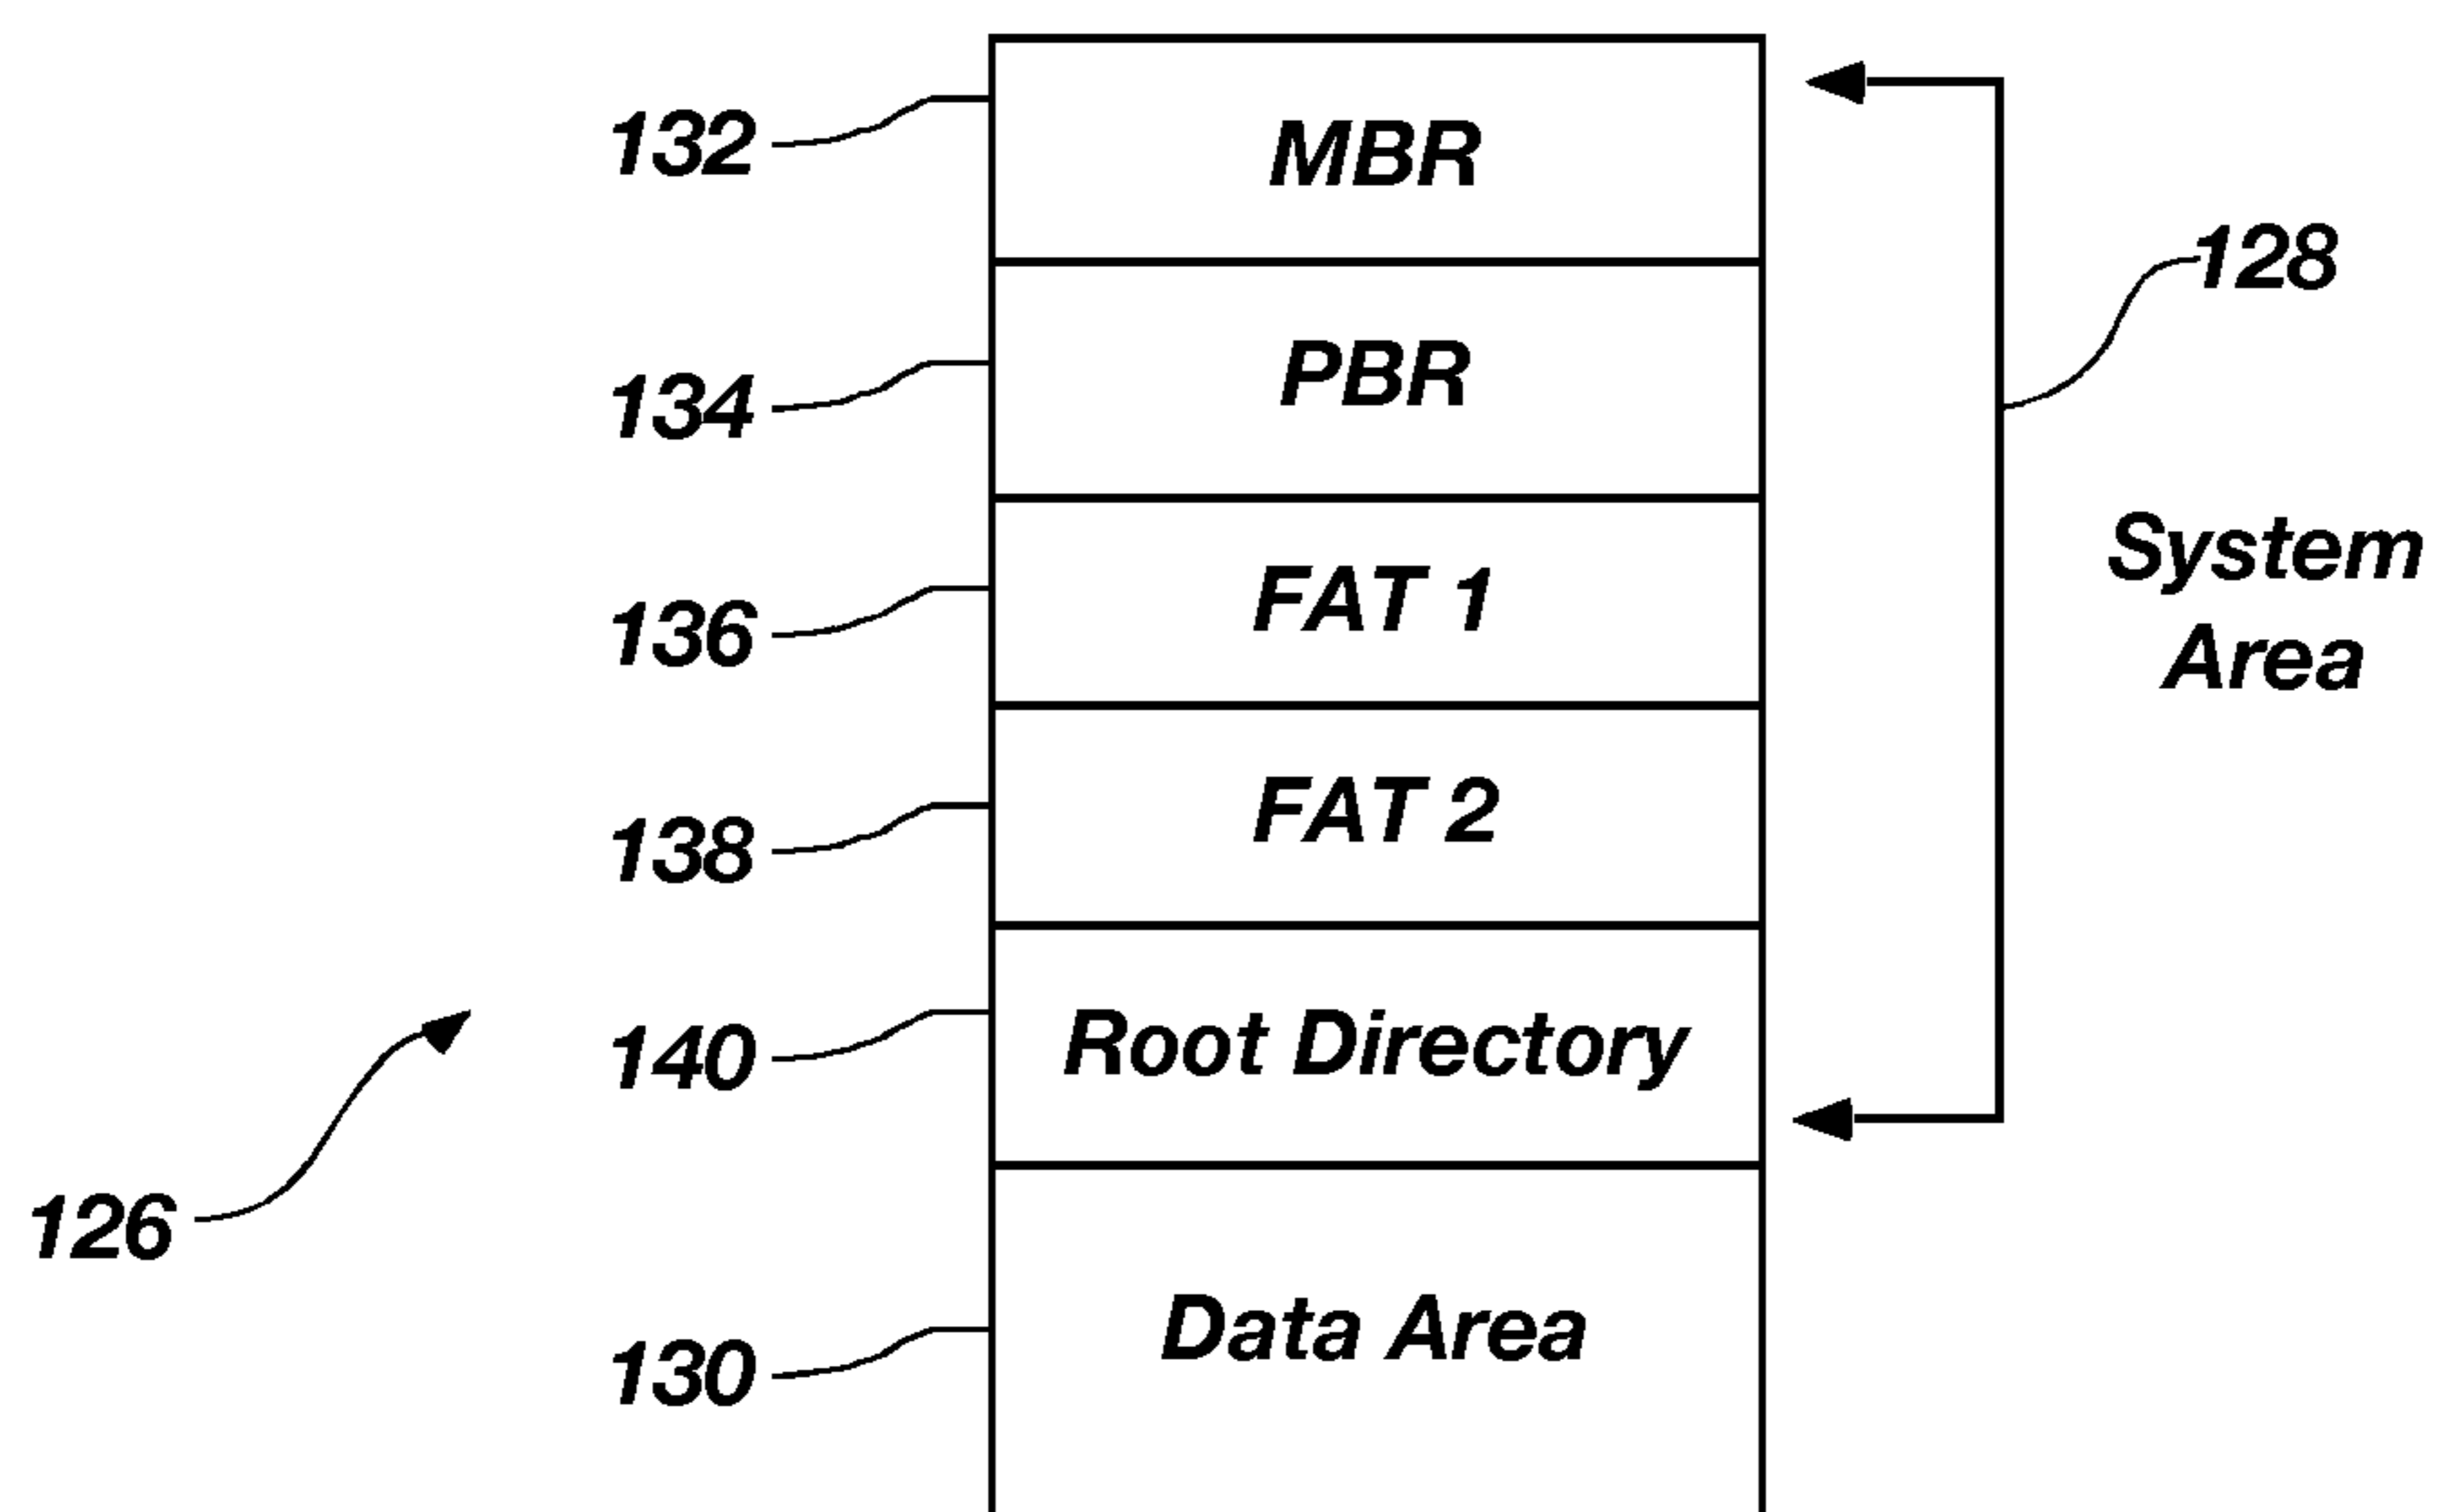 132
MBR
128
134
PBR
System
Area
136
FAT 1
138
FAT 2
140
Root Directory
126
130
Data Area